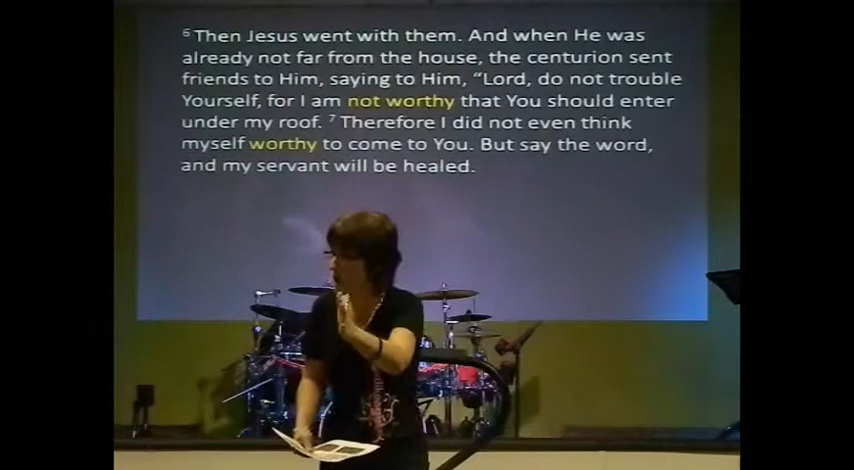 ⁶ Then Jesus went with them. And when He was
already not far from the house, the centurion sent
friends to Him, saying to Him, “Lord, do not trouble
Yourself, for I am not worthy that You should enter
under my roof. ⁷ Therefore I did not even think
myself worthy to come to You. But say the word,
and my servant will be healed.